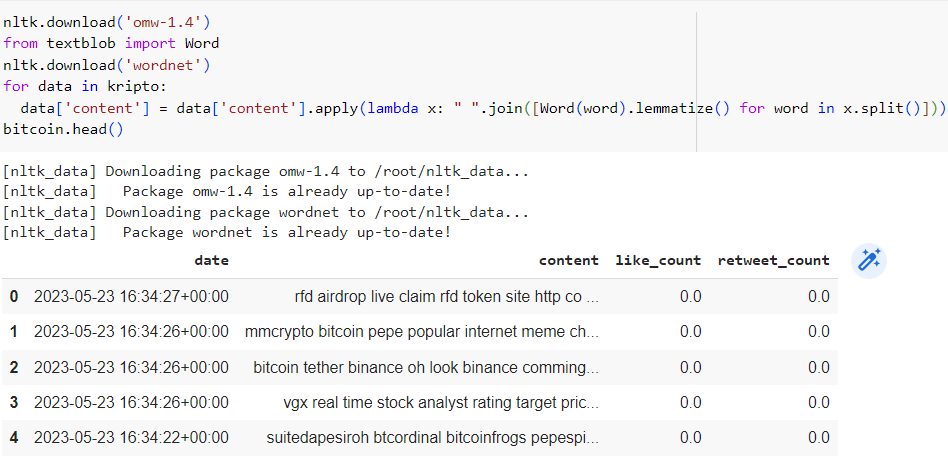 nltk.download('omw-1.4')
from textblob import Word
nltk.download('wordnet')
for data in kripto:
  data['content'] = data['content'].apply(lambda x: " ".join([Word(word).lemmatize() for word in x.split()]))
bitcoin.head()
[nltk_data] Downloading package omw-1.4 to /root/nltk_data...
[nltk_data]   Package omw-1.4 is already up-to-date!
[nltk_data] Downloading package wordnet to /root/nltk_data...
[nltk_data]   Package wordnet is already up-to-date!
date content like_count retweet_count
0 2023-05-23 16:34:27+00:00 rfd airdrop live claim rfd token site http co ... 0.0 0.0
1 2023-05-23 16:34:26+00:00 mmcrypto bitcoin pepe popular internet meme ch... 0.0 0.0
2 2023-05-23 16:34:26+00:00 bitcoin tether binance oh look binance comming... 0.0 0.0
3 2023-05-23 16:34:26+00:00 vgx real time stock analyst rating target pric... 0.0 0.0
4 2023-05-23 16:34:22+00:00 suitedapesiroh btcordinal bitcoinfrogs pepespi... 0.0 0.0